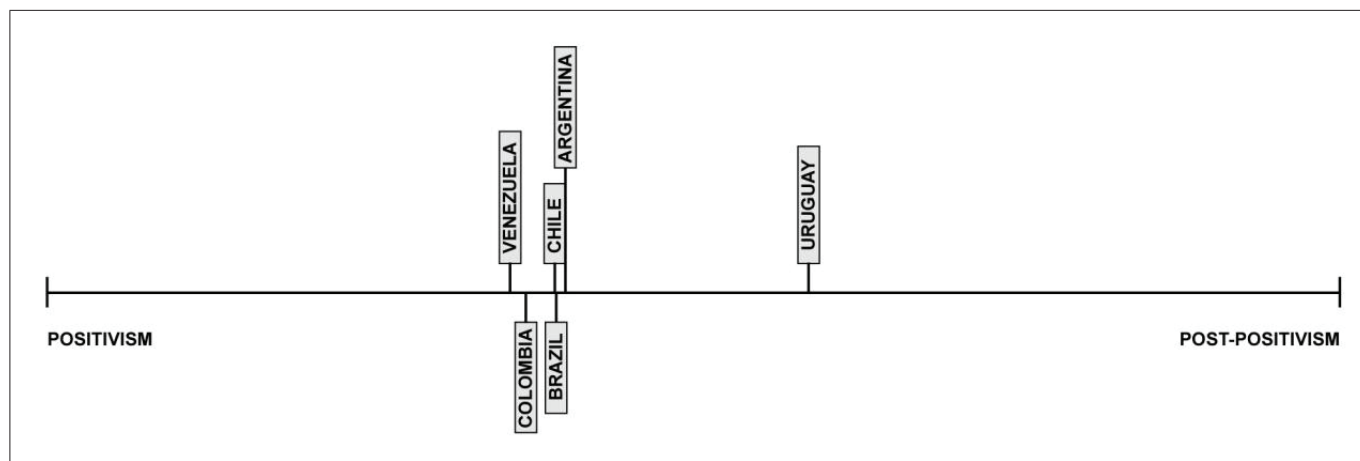 VENEZUELA
CHILE
ARGENTINA
URUGUAY
POSITIVISM
POST-POSITIVISM
COLOMBIA
BRAZIL